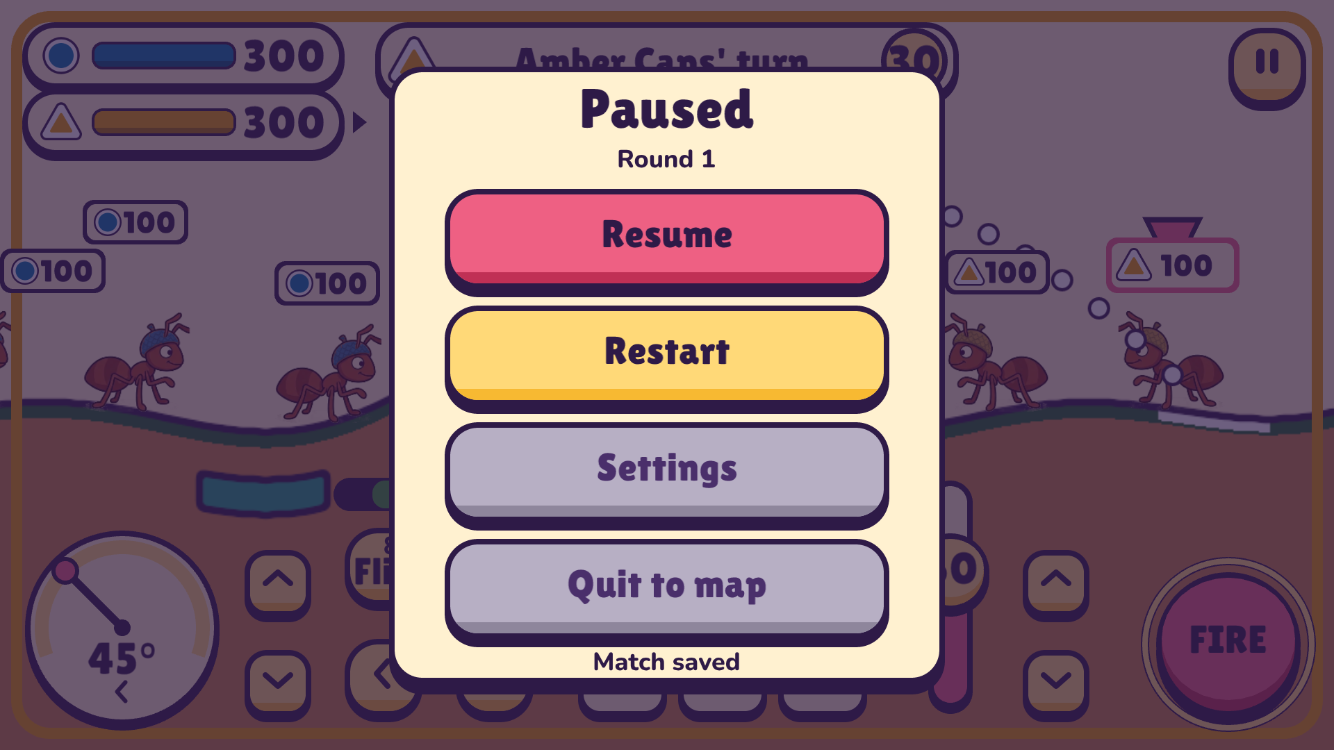 300
Amber Caps' turn
30
300
Paused
Round 1
Resume
100
100
100
100
100
Restart
Settings
Quit to map
45°
FIRE
Match saved